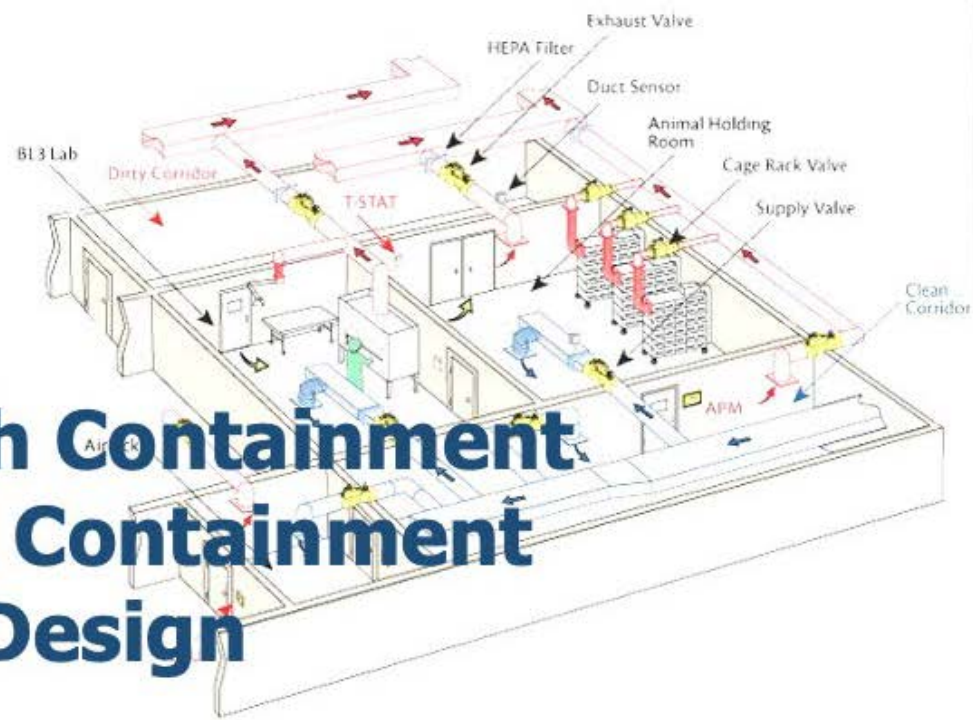 Exhaust Valve
HEPA Filter
Duct Sensor
Animal Holding
Room
BL3 Lab
Dirty Corridor
T-STAT
Cage Rack Valve
Supply Valve
Clean
Corridor
APM
h Containment
Containment
Design